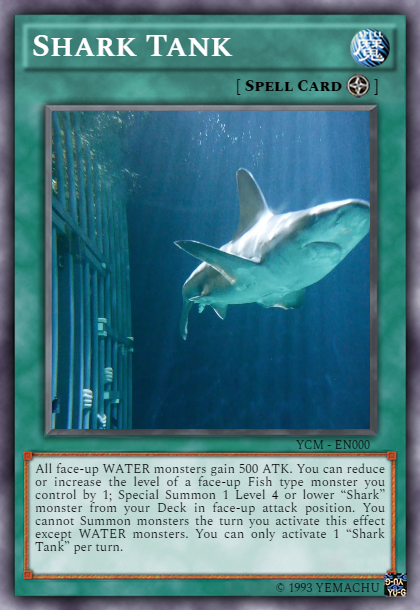 SHARK TANK
[ SPELL CARD ]
YCM - EN000
All face-up WATER monsters gain 500 ATK. You can reduce
or increase the level of a face-up Fish type monster you
control by 1; Special Summon 1 Level 4 or lower “Shark”
monster from your Deck in face-up attack position. You
cannot Summon monsters the turn you activate this effect
except WATER monsters. You can only activate 1 “Shark
Tank” per turn.
© 1993 YEMACHU